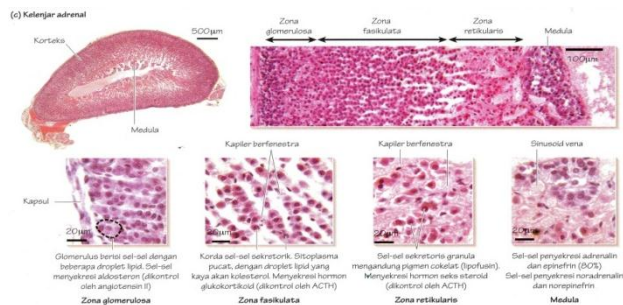 (c) Kelenjar adrenal
500µm
Korteks
Medula
Zona
glomerulosa
Zona
fasikulata
Zona
retikularis
Medula
100µm
Kapsul
20µm
Glomerulus berisi sel-sel dengan
beberapa droplet lipid. Sel-sel
menyekresi aldosteron (dikontrol
oleh angiotensin II)
Zona glomerulosa
Kapiler berfenestra
Korda sel-sel sekretorik. Sitoplasma
pucat, dengan droplet lipid yang
kaya akan kolesterol. Menyekresi hormon
glukokortikoid (dikontrol oleh ACTH)
Zona fasikulata
Kapiler berfenestra
20µm
Sel-sel sekretoris granula
mengandung pigmen cokelat (lipofusin).
Menyekresi hormon seks steroid
(dikontrol oleh ACTH)
Zona retikularis
Sinusoid vena
20µm
Sel-sel penyekresi adrenalin
dan epinefrin (80%)
Sel-sel penyekresi noradrenalin
dan norepinefrin
Medula